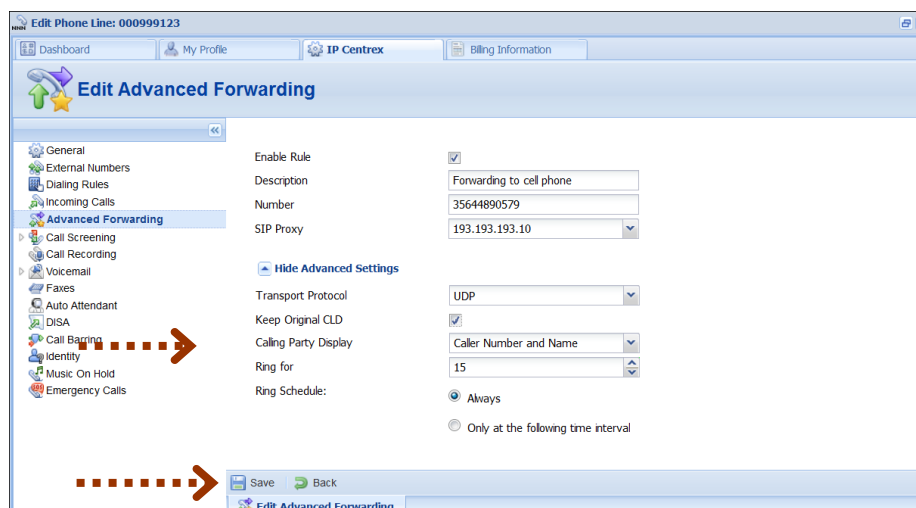 Edit Phone Line: 000999123
Dashboard My Profile IP Centrex Billing Information
Edit Advanced Forwarding
General
External Numbers
Dialing Rules
Incoming Calls
Advanced Forwarding
Call Screening
Call Recording
Voicemail
Faxes
Auto Attendant
DISA
Call Barring
Identity
Music On Hold
Emergency Calls
Enable Rule
Description Forwarding to cell phone
Number 35644890579
SIP Proxy 193.193.193.10
Hide Advanced Settings
Transport Protocol UDP
Keep Original CLD
Calling Party Display Caller Number and Name
Ring for 15
Ring Schedule: Always
Only at the following time interval
Save Back
Edit Advanced Forwarding